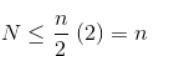 N ≤ n/2 (2) = n